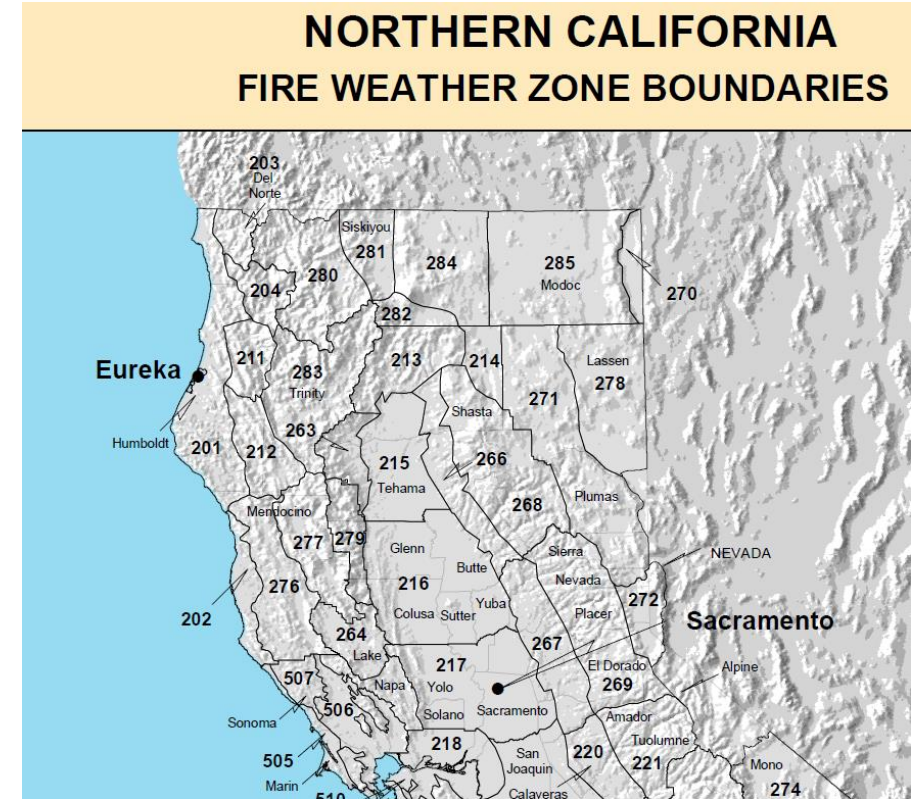 NORTHERN CALIFORNIA
FIRE WEATHER ZONE BOUNDARIES
203
Del
Norte
Siskiyou
281
284
285
Modoc
280
204
270
282
211
213
214
Lassen
278
Eureka
283
Trinity
271
Shasta
263
Humboldt
201
212
215
266
Tehama
268
Plumas
Mendocino
277
279
Glenn
Sierra
NEVADA
Butte
Nevada
276
216
202
Colusa
Sutter
Yuba
Placer
272
264
267
Sacramento
Lake
217
El Dorado
Alpine
507
Napa
Yolo
269
506
Sonoma
Solano
Sacramento
Amador
218
Tuolumne
505
San
Joaquin
220
221
Mono
Marin
274
Calaveras
510